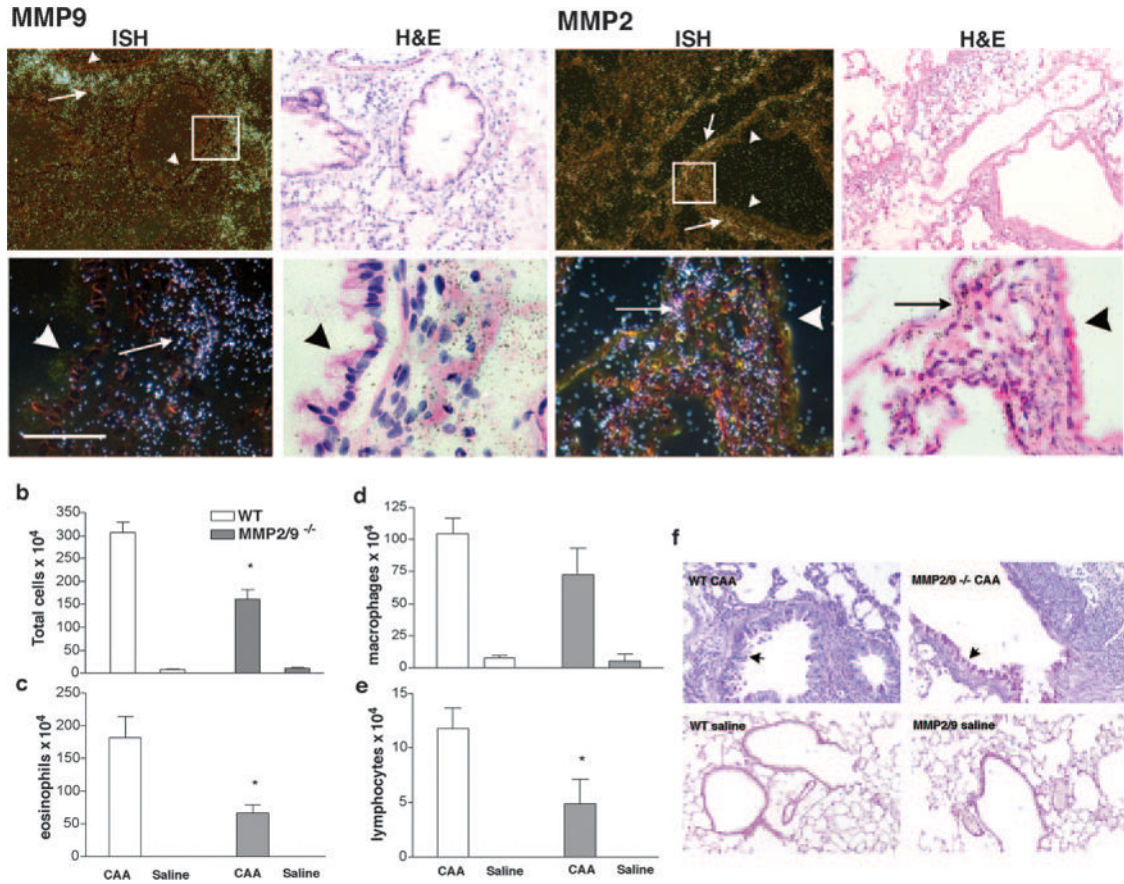 MMP9
MMP2
ISH
H&E
ISH
H&E
b
Total cells x 10⁴
350
300
250
200
150
100
50
0
WT
MMP2/9 -/-
*
c
eosinophils x 10⁴
250
200
150
100
50
0
*
CAA Saline CAA Saline
d
macrophages x 10⁴
125
100
75
50
25
0
e
lymphocytes x 10⁴
15
10
5
0
*
CAA Saline CAA Saline
f
WT CAA
MMP2/9 -/- CAA
WT saline
MMP2/9 saline